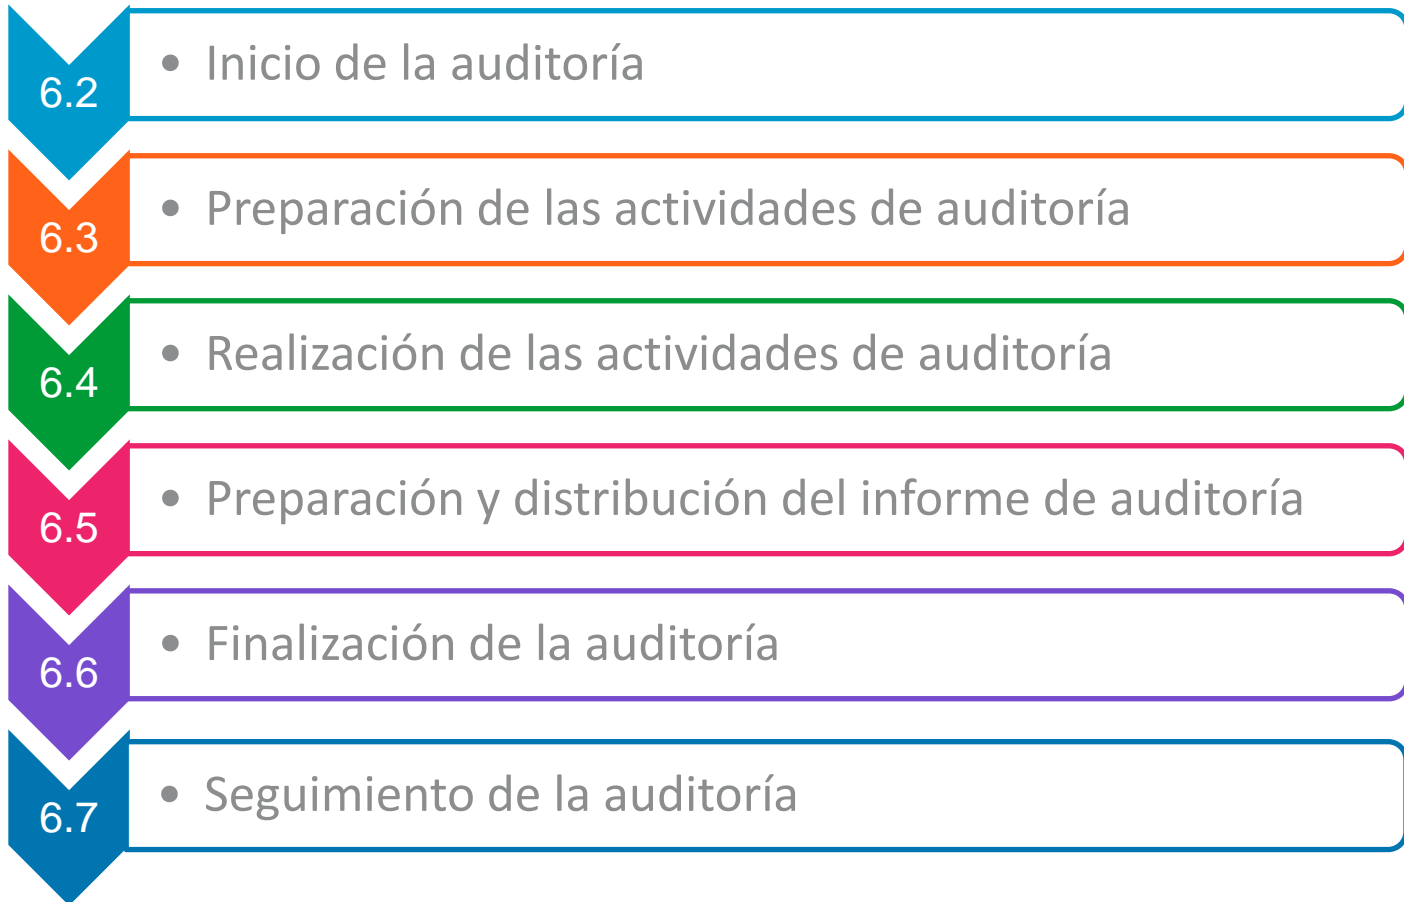 6.2
• Inicio de la auditoría
6.3
• Preparación de las actividades de auditoría
6.4
• Realización de las actividades de auditoría
6.5
• Preparación y distribución del informe de auditoría
6.6
• Finalización de la auditoría
6.7
• Seguimiento de la auditoría